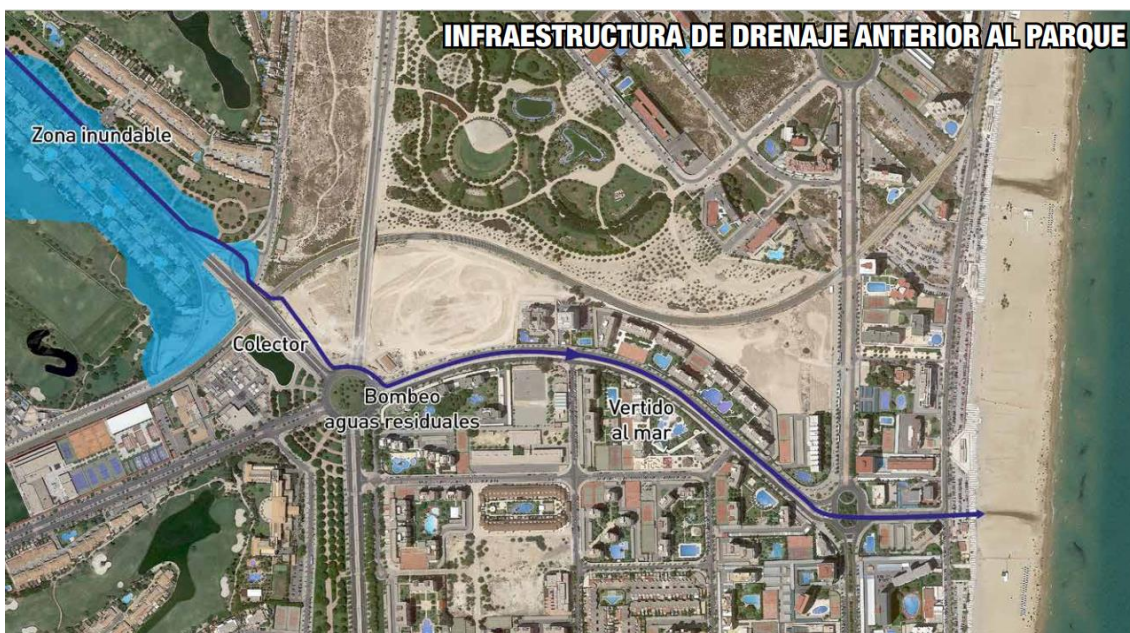 INFRAESTRUCTURA DE DRENAJE ANTERIOR AL PARQUE
Zona inundable
Colector
Bombeo
aguas residuales
Vertido
al mar